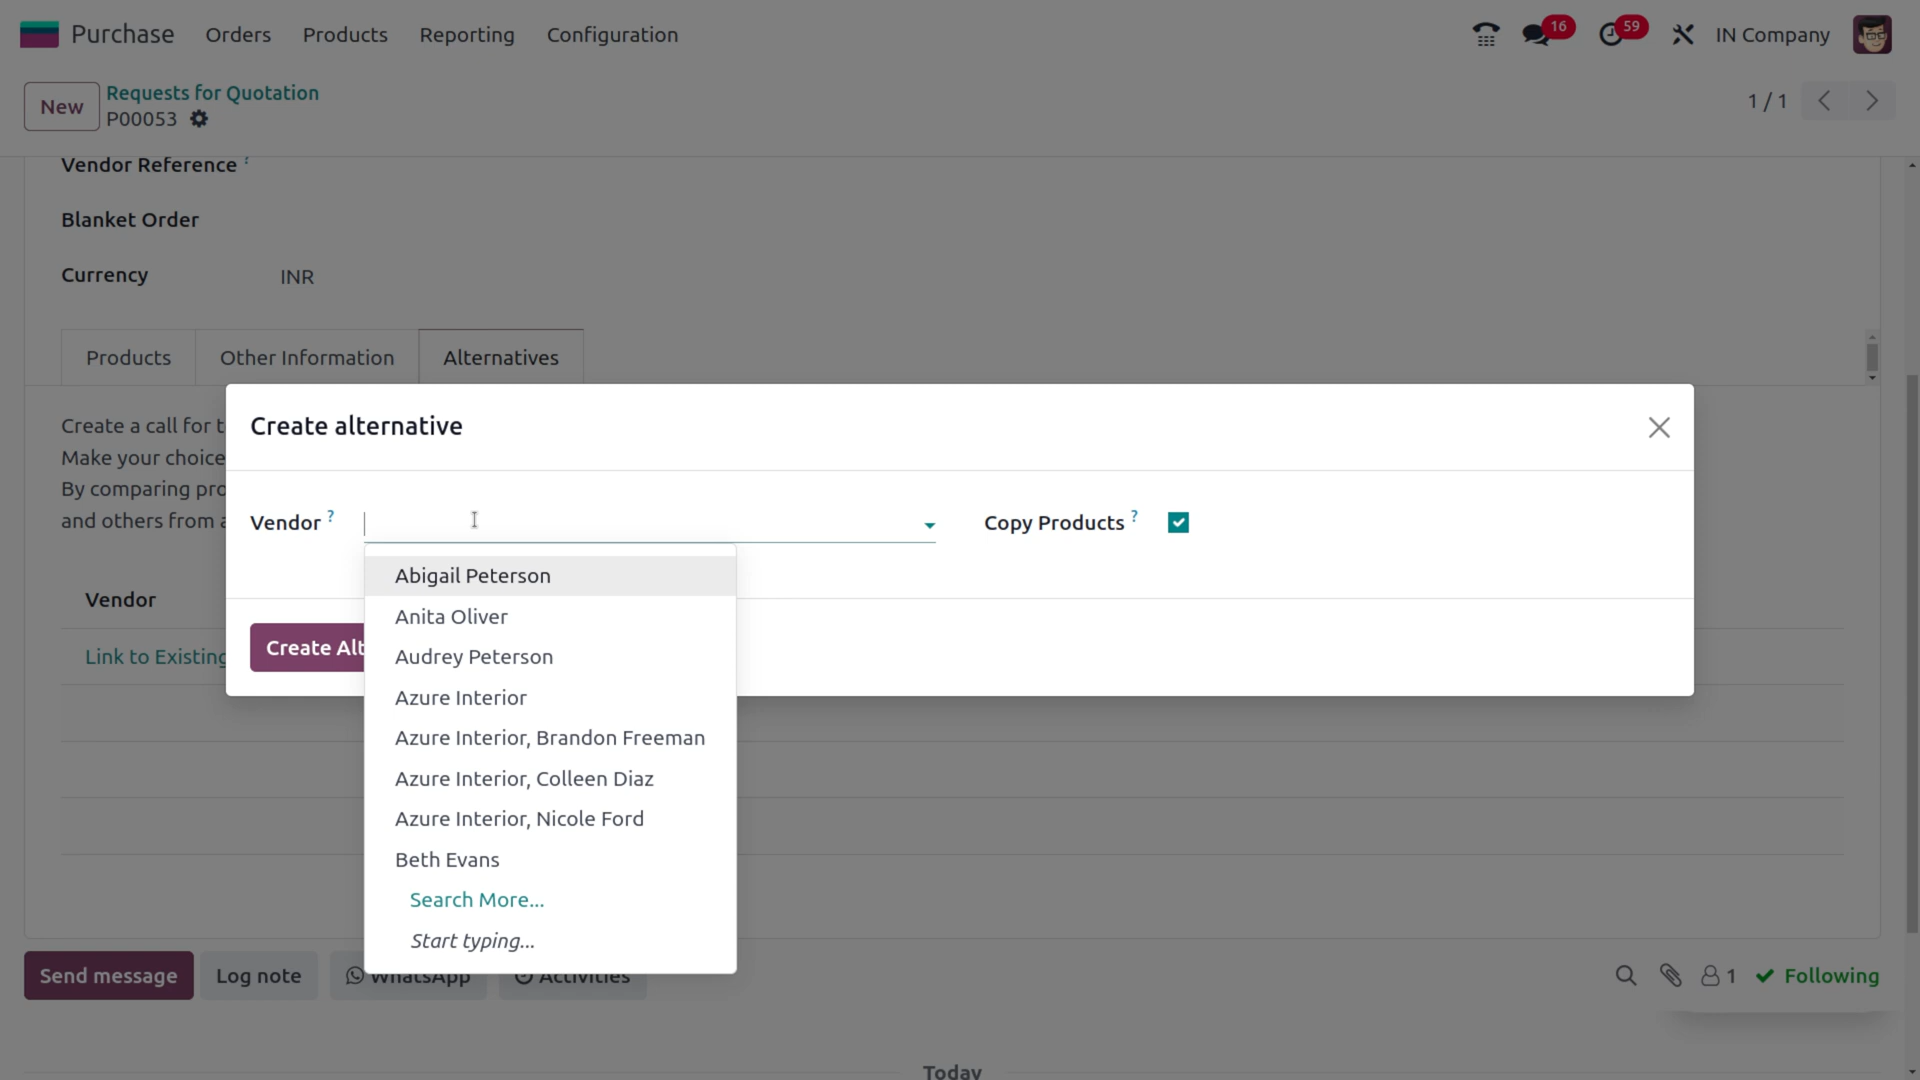 Purchase Orders Products Reporting Configuration 16 59 IN Company
New Requests for Quotation
P00053 1 / 1
Vendor Reference ?
Blanket Order
Currency INR
Products Other Information Alternatives
Create a call for t
Make your choice
By comparing pro
and others from a
Create alternative
Vendor ? Copy Products ?
Abigail Peterson
Anita Oliver
Audrey Peterson
Azure Interior
Azure Interior, Brandon Freeman
Azure Interior, Colleen Diaz
Azure Interior, Nicole Ford
Beth Evans
Search More...
Start typing...
Create Alt
Vendor
Link to Existing
Send message Log note WhatsApp Activities 1 Following
Today